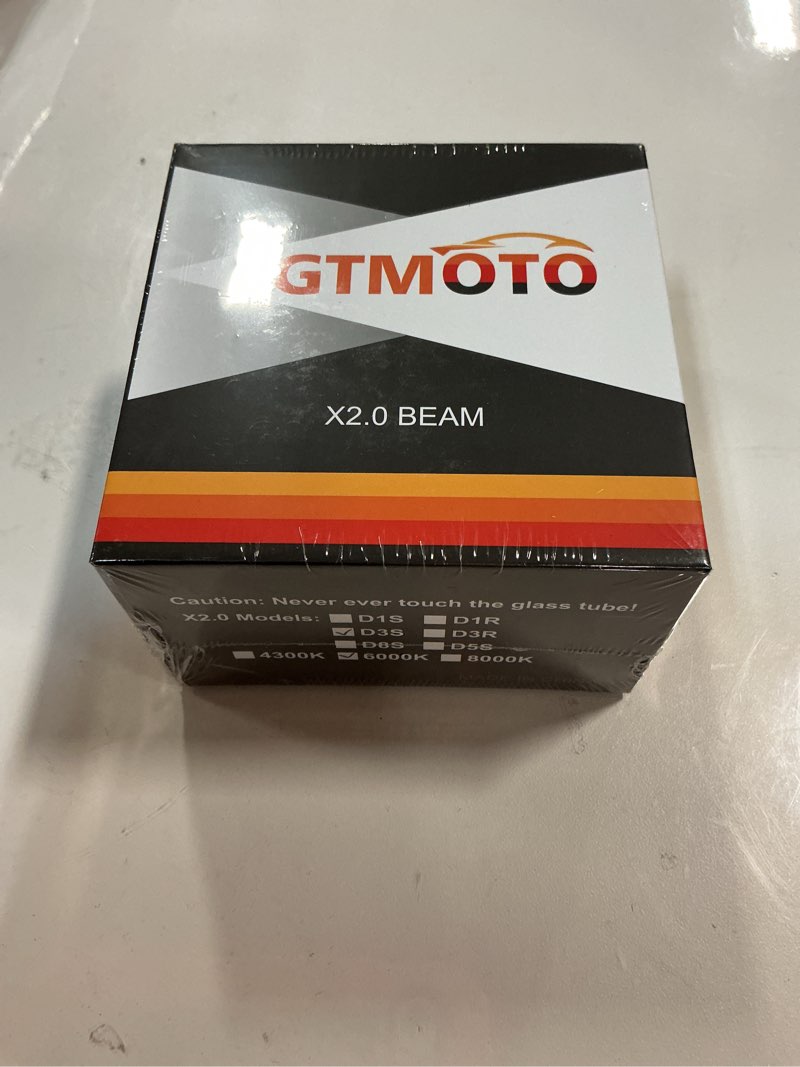 GTMOTO
X2.0 BEAM
Caution: Never ever touch the glass tube!
X2.0 Models: D1S D1R
D3S D3R
D8S D5S
4300K 6000K 8000K